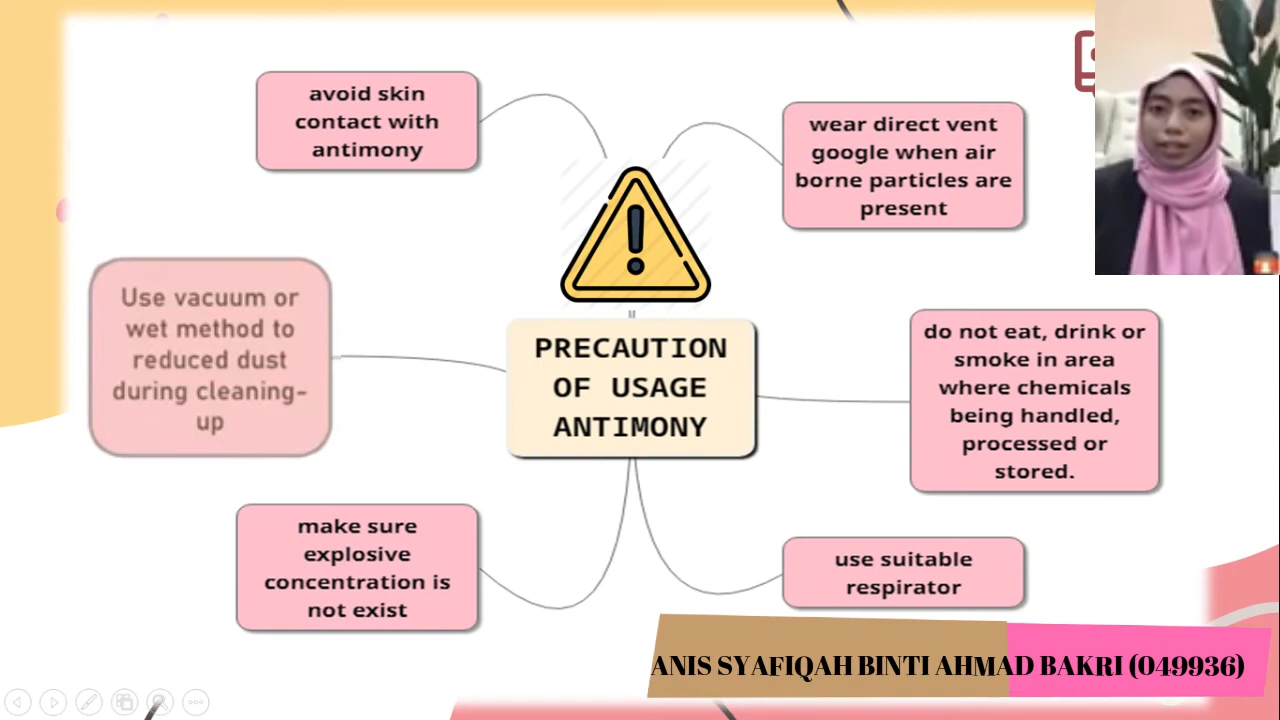 avoid skin
contact with
antimony
wear direct vent
google when air
borne particles are
present
Use vacuum or
wet method to
reduced dust
during cleaning-
up
PRECAUTION
OF USAGE
ANTIMONY
do not eat, drink or
smoke in area
where chemicals
being handled,
processed or
stored.
make sure
explosive
concentration is
not exist
use suitable
respirator
ANIS SYAFIQAH BINTI AHMAD BAKRI (049936)